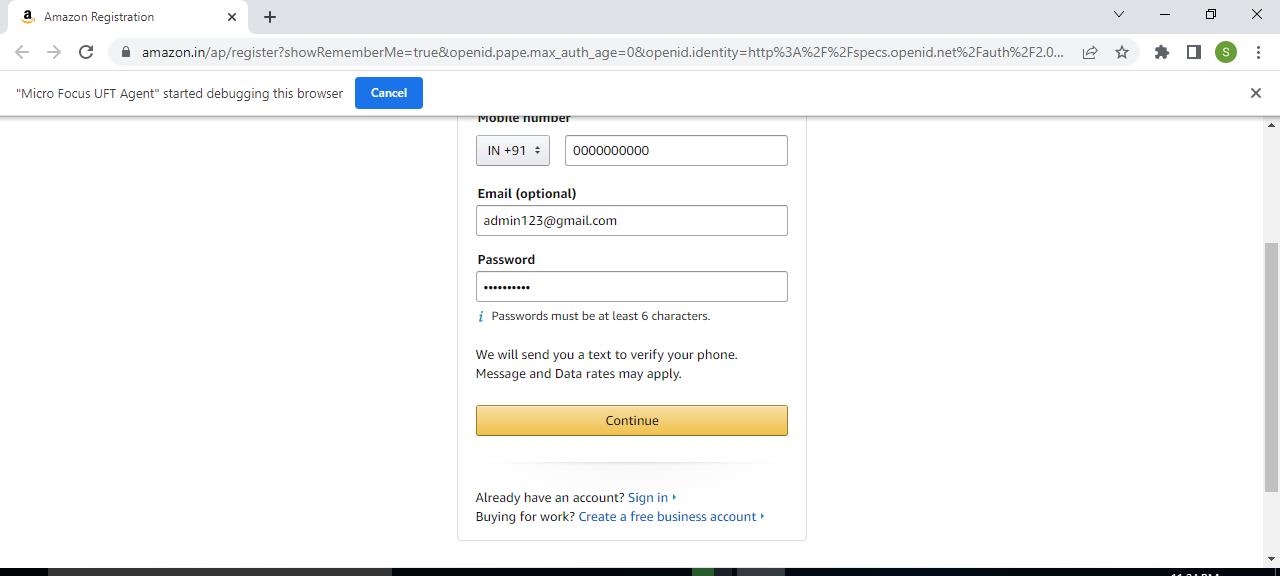 Amazon Registration
amazon.in/ap/register?showRememberMe=true&openid.pape.max_auth_age=0&openid.identity=http%3A%2F%2Fspecs.openid.net%2Fauth%2F2.0...
S
"Micro Focus UFT Agent" started debugging this browser Cancel
Mobile number
IN +91 0000000000
Email (optional)
admin123@gmail.com
Password
••••••••••
i Passwords must be at least 6 characters.
We will send you a text to verify your phone.
Message and Data rates may apply.
Continue
Already have an account? Sign in
Buying for work? Create a free business account